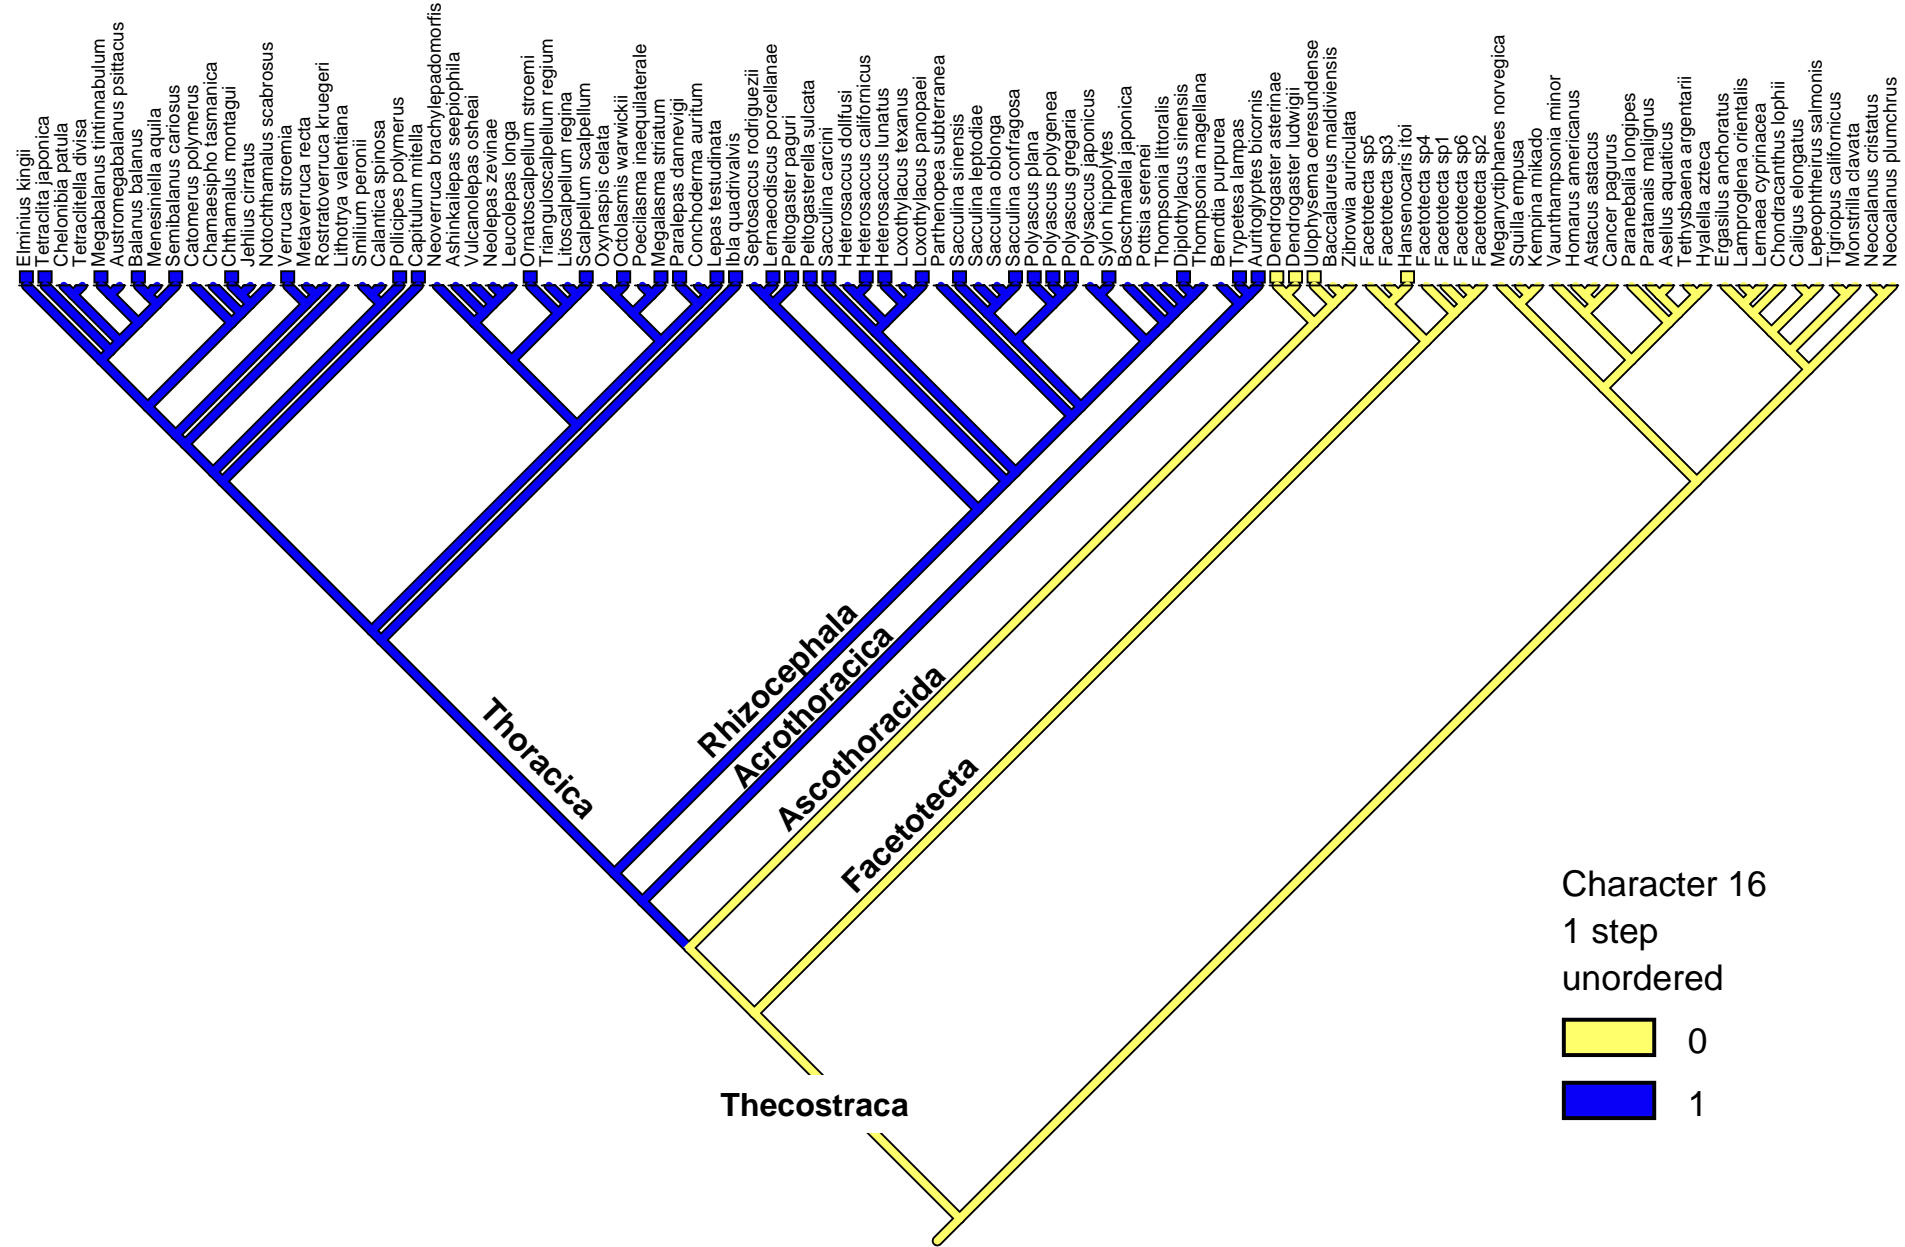 Elminius kingii
Tetraclita japonica
Chelonibia patula
Tetraclitella divisa
Megabalanus tintinnabulum
Austromegabalanus psittacus
Balanus balanus
Menesiniella aquila
Semibalanus cariosus
Catomerus polymerus
Chamaesipho tasmanica
Chthamalus montagui
Jehlius cirratus
Notochthamalus scabrosus
Verruca stroemia
Metaverruca recta
Rostratoverruca kruegeri
Lithotrya valentiana
Smilium peronii
Calantica spinosa
Pollicipes polymerus
Capitulum mitella
Neoverruca brachylepadomorfis
Ashinkailepas seepiophila
Vulcanolepas osheai
Neolepas zevinae
Leucolepas longa
Ornatoscalpellum stroemi
Trianguloscalpellum regium
Litoscalpellum regina
Scalpellum scalpellum
Oxynaspis celata
Octolasmis warwickii
Poecilasma inaequilaterale
Megalasma striatum
Paralepas dannevigi
Conchoderma auritum
Lepas testudinata
Ibla quadrivalvis
Septosaccus rodriguezii
Lernaeodiscus porcellanae
Peltogaster paguri
Peltogasterella sulcata
Sacculina carcini
Heterosaccus dollfusi
Heterosaccus californicus
Heterosaccus lunatus
Loxothylacus texanus
Loxothylacus panopaei
Parthenopea subterranea
Sacculina sinensis
Sacculina leptodiae
Sacculina oblonga
Sacculina confragosa
Polyascus plana
Polyascus polygenea
Polyascus gregaria
Polysaccus japonicus
Sylon hippolytes
Boschmaella japonica
Pottsia serenei
Thompsonia littoralis
Diplothylacus sinensis
Thompsonia magellana
Berndtia purpurea
Trypetesa lampas
Auritoglyptes bicornis
Dendrogaster asterinae
Dendrogaster ludwigii
Ulophysema oeresundense
Baccalaureus maldiviensis
Zibrowia auriculata
Facetotecta sp5
Facetotecta sp3
Hansenocaris itoi
Facetotecta sp4
Facetotecta sp1
Facetotecta sp6
Facetotecta sp2
Meganyctiphanes norvegica
Squilla empusa
Kempina mikado
Vaunthampsonia minor
Homarus americanus
Astacus astacus
Cancer pagurus
Paranebalia longipes
Paratanais malignus
Asellus aquaticus
Tethysbaena argentarii
Hyalella azteca
Ergasilus anchoratus
Lamproglena orientalis
Lernaea cyprinacea
Chondracanthus lophii
Caligus elongatus
Lepeophtheirus salmonis
Tigriopus californicus
Monstrilla clavata
Neocalanus cristatus
Neocalanus plumchrus
Thoracica
Rhizocephala
Acrothoracica
Ascothoracida
Facetotecta
Thecostraca
Character 16
1 step
unordered
0
1